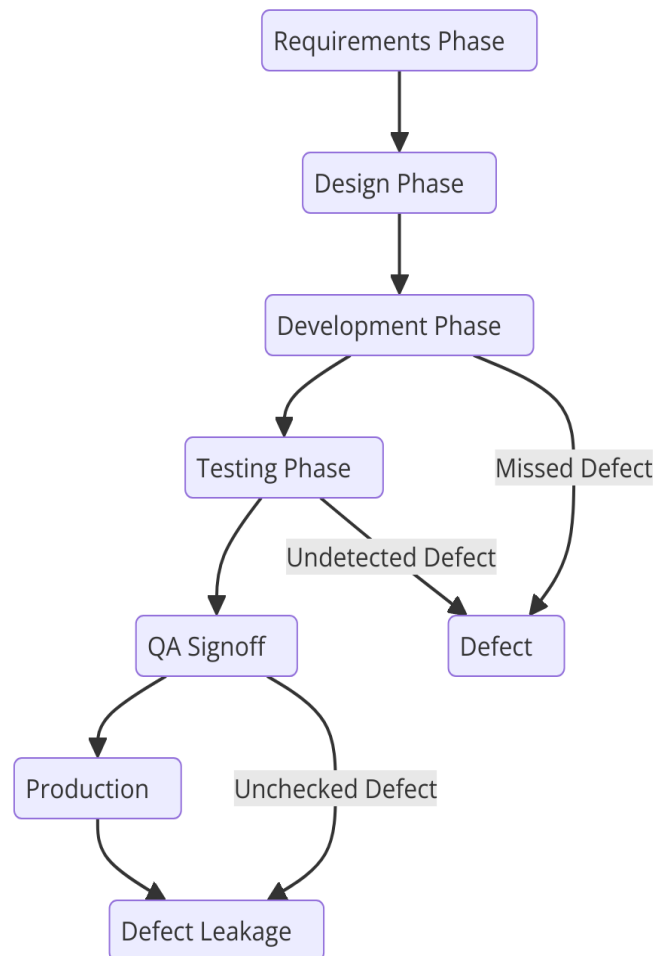 Requirements Phase
Design Phase
Development Phase
Testing Phase
Missed Defect
Undetected Defect
QA Signoff
Defect
Production
Unchecked Defect
Defect Leakage